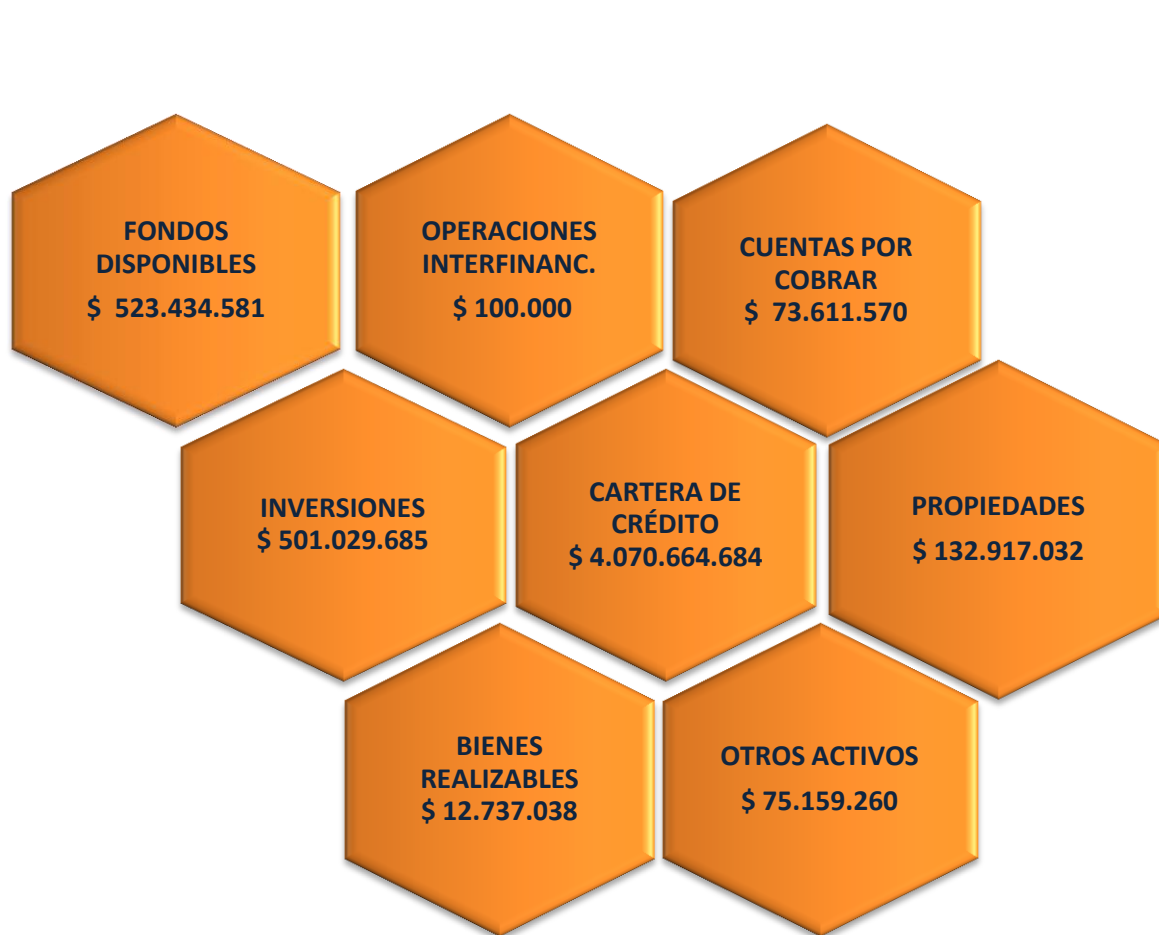 FONDOS
DISPONIBLES
$ 523.434.581
OPERACIONES
INTERFINANC.
$ 100.000
CUENTAS POR
COBRAR
$ 73.611.570
INVERSIONES
$ 501.029.685
CARTERA DE
CRÉDITO
$ 4.070.664.684
PROPIEDADES
$ 132.917.032
BIENES
REALIZABLES
$ 12.737.038
OTROS ACTIVOS
$ 75.159.260